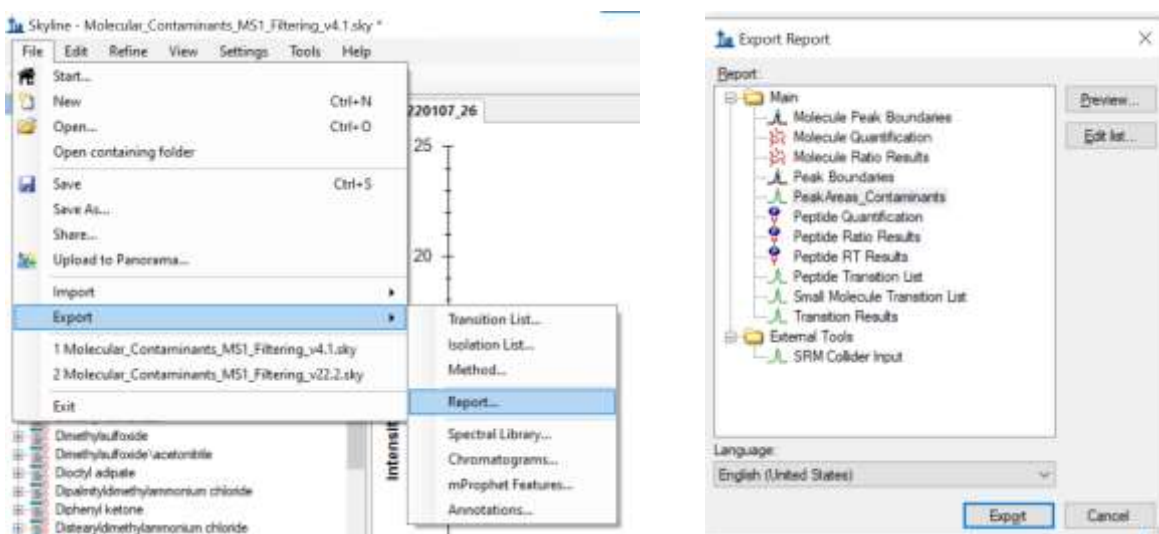 Skyline - Molecular_Contaminants_MS1_Filtering_v4.1.sky *
File Edit Refine View Settings Tools Help
Start...
New Ctrl+N
Open... Ctrl+O
Open containing folder
Save Ctrl+S
Save As...
Share...
Upload to Panorama...
Import
Export
1 Molecular_Contaminants_MS1_Filtering_v4.1.sky
2 Molecular_Contaminants_MS1_Filtering_v22.2.sky
Exit
Transition List...
Isolation List...
Method...
Report...
Spectral Library...
Chromatograms...
mProphet Features...
Annotations...
220107_26
25
20
Intensit
Dimethylsulfoxide
Dimethylsulfoxide\acetonitrile
Dioctyl adipate
Dipalmityldimethylammonium chloride
Diphenyl ketone
Distearyldimethylammonium chloride
Export Report
Report:
Main
Molecule Peak Boundaries
Molecule Quantification
Molecule Ratio Results
Peak Boundaries
PeakAreas_Contaminants
Peptide Quantification
Peptide Ratio Results
Peptide RT Results
Peptide Transition List
Small Molecule Transition List
Transition Results
External Tools
SRM Collider Input
Preview...
Edit list...
Language:
English (United States)
Export Cancel